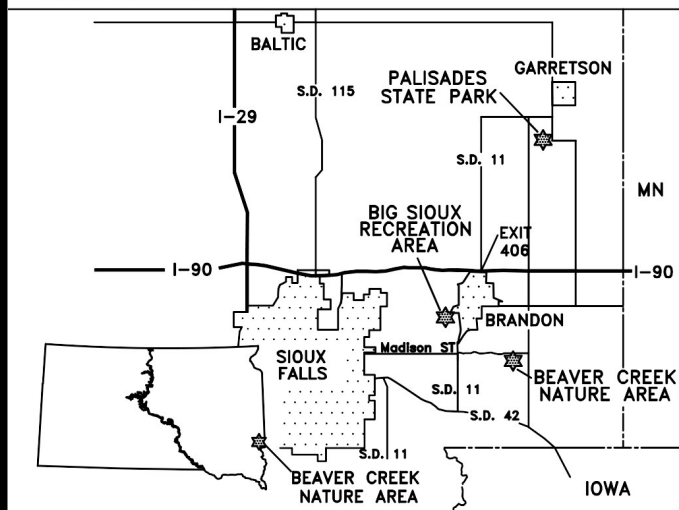 BALTIC
GARRETSON
PALISADES
STATE PARK
S.D. 115
I-29
S.D. 11
MN
BIG SIOUX
RECREATION
AREA
EXIT
406
I-90
I-90
BRANDON
Madison ST
SIOUX
FALLS
BEAVER CREEK
NATURE AREA
S.D. 11
S.D. 42
S.D. 11
BEAVER CREEK
NATURE AREA
IOWA